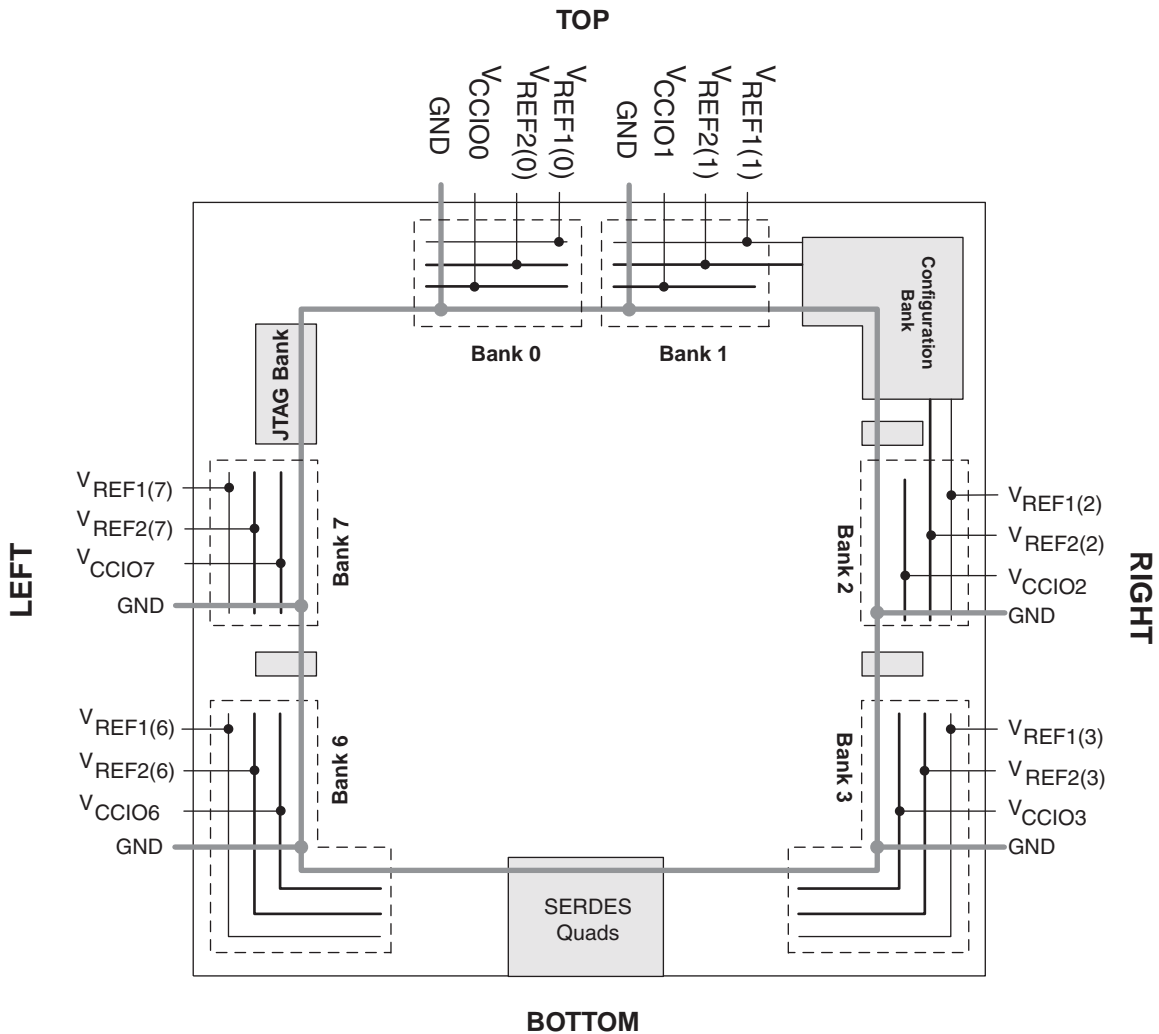 TOP
GND
VCCIO0
VREF2(0)
VREF1(0)
GND
VCCIO1
VREF2(1)
VREF1(1)
Configuration
Bank
Bank 0
Bank 1
JTAG Bank
LEFT
VREF1(7)
VREF2(7)
VCCIO7
GND
Bank 7
Bank 2
VREF1(2)
VREF2(2)
VCCIO2
GND
RIGHT
VREF1(6)
VREF2(6)
VCCIO6
GND
Bank 6
Bank 3
VREF1(3)
VREF2(3)
VCCIO3
GND
SERDES
Quads
BOTTOM